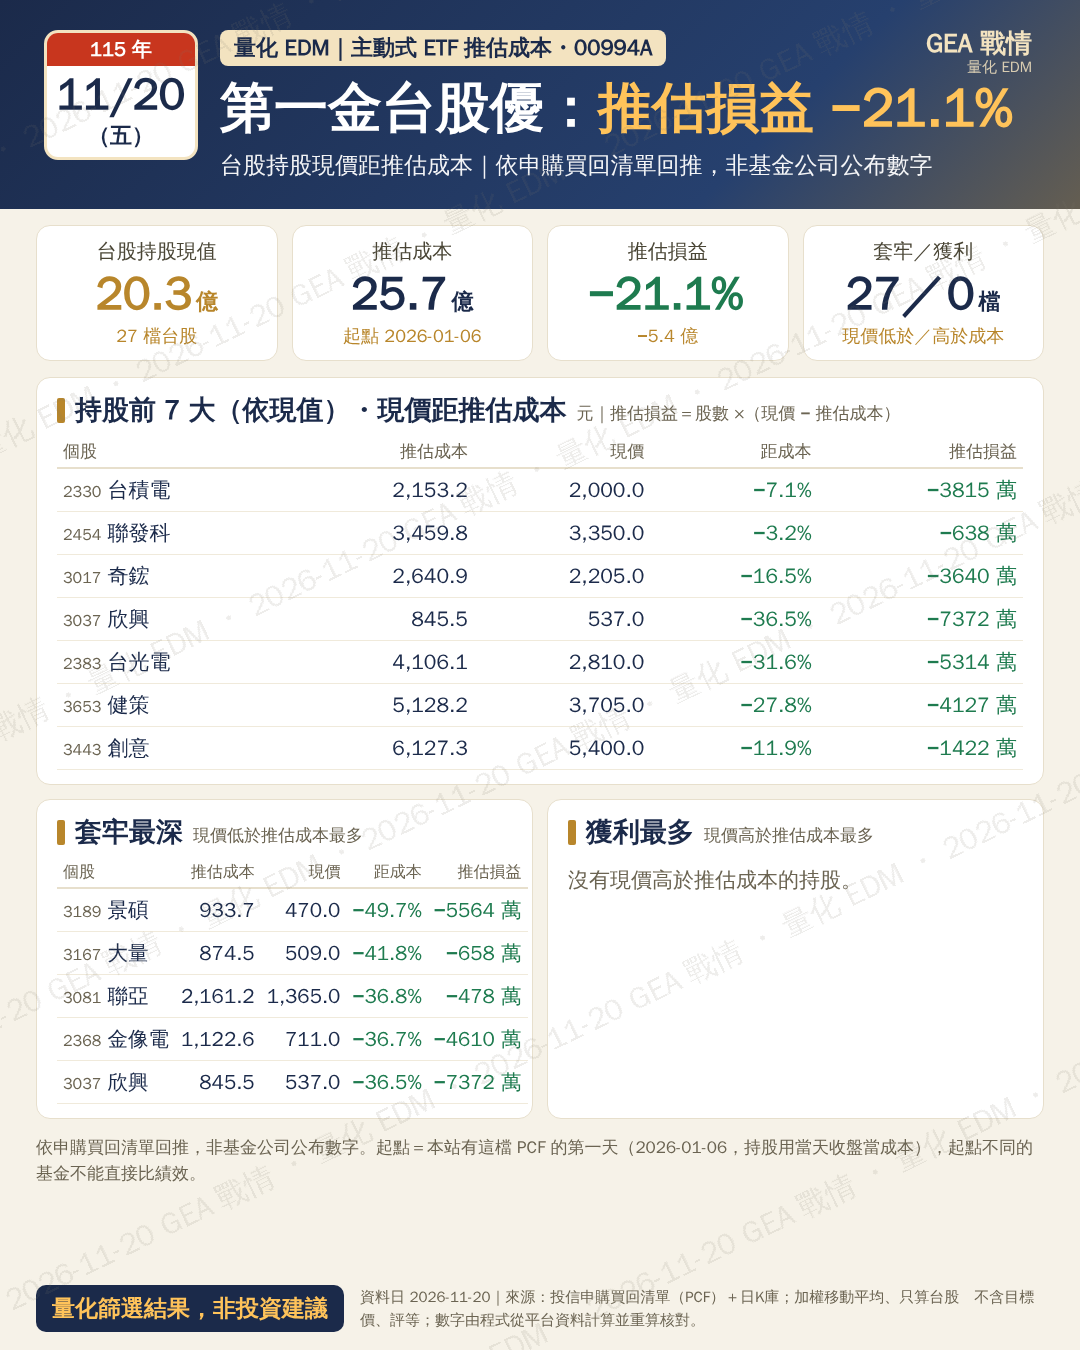 115 年
11/20
（五）
量化 EDM｜主動式 ETF 推估成本・00994A
GEA 戰情
量化 EDM
第一金台股優：推估損益 −21.1%
台股持股現價距推估成本｜依申購買回清單回推，非基金公司公布數字
台股持股現值
20.3 億
27 檔台股
推估成本
25.7 億
起點 2026-01-06
推估損益
−21.1%
−5.4 億
套牢／獲利
27／0 檔
現價低於／高於成本
持股前 7 大（依現值）・現價距推估成本 元｜推估損益＝股數 ×（現價 − 推估成本）
個股 推估成本 現價 距成本 推估損益
2330 台積電 2,153.2 2,000.0 −7.1% −3815 萬
2454 聯發科 3,459.8 3,350.0 −3.2% −638 萬
3017 奇鋐 2,640.9 2,205.0 −16.5% −3640 萬
3037 欣興 845.5 537.0 −36.5% −7372 萬
2383 台光電 4,106.1 2,810.0 −31.6% −5314 萬
3653 健策 5,128.2 3,705.0 −27.8% −4127 萬
3443 創意 6,127.3 5,400.0 −11.9% −1422 萬
套牢最深 現價低於推估成本最多
個股 推估成本 現價 距成本 推估損益
3189 景碩 933.7 470.0 −49.7% −5564 萬
3167 大量 874.5 509.0 −41.8% −658 萬
3081 聯亞 2,161.2 1,365.0 −36.8% −478 萬
2368 金像電 1,122.6 711.0 −36.7% −4610 萬
3037 欣興 845.5 537.0 −36.5% −7372 萬
獲利最多 現價高於推估成本最多
沒有現價高於推估成本的持股。
依申購買回清單回推，非基金公司公布數字。起點＝本站有這檔 PCF 的第一天（2026-01-06，持股用當天收盤當成本），起點不同的
基金不能直接比績效。
量化篩選結果，非投資建議
資料日 2026-11-20｜來源：投信申購買回清單（PCF）＋日K庫；加權移動平均、只算台股　不含目標
價、評等；數字由程式從平台資料計算並重算核對。